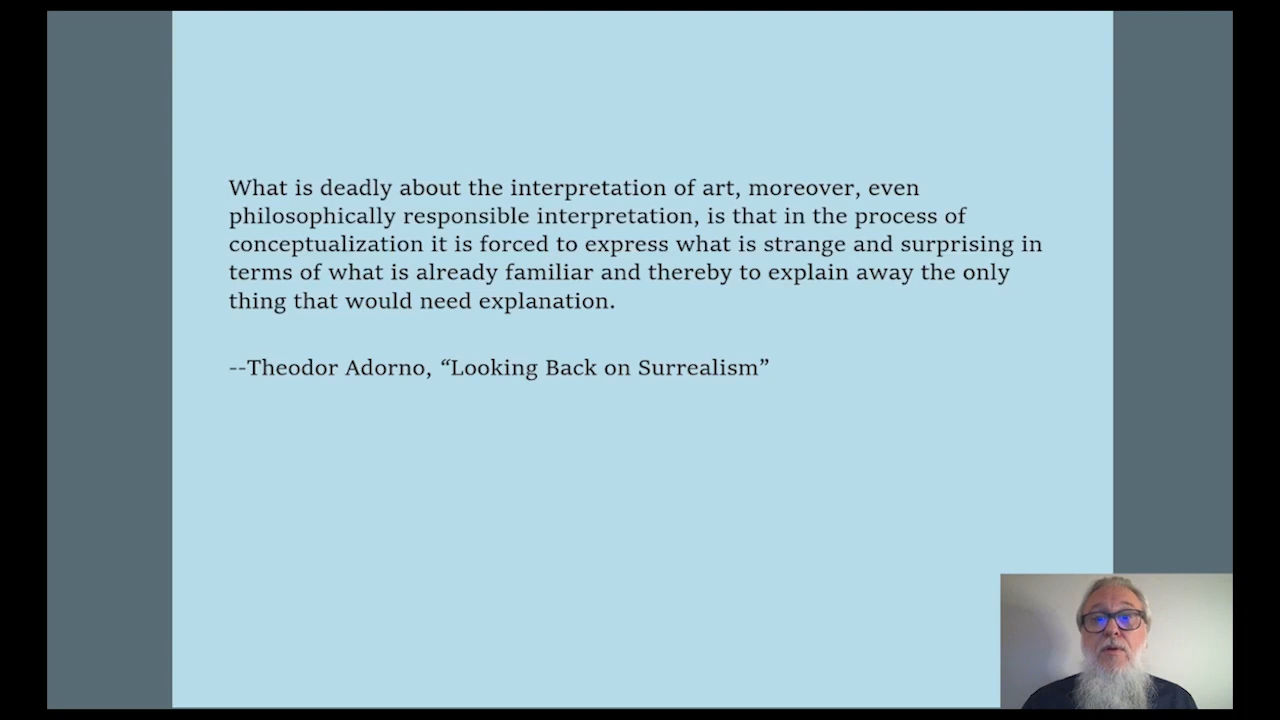 What is deadly about the interpretation of art, moreover, even
philosophically responsible interpretation, is that in the process of
conceptualization it is forced to express what is strange and surprising in
terms of what is already familiar and thereby to explain away the only
thing that would need explanation.
--Theodor Adorno, “Looking Back on Surrealism”